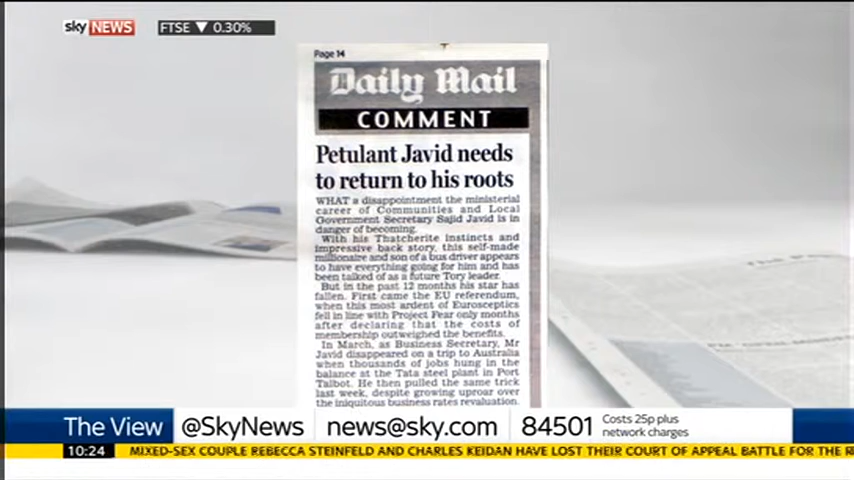 sky NEWS
FTSE ▼ 0.30%
Page 14
Daily Mail
COMMENT
Petulant Javid needs
to return to his roots
WHAT a disappointment the ministerial
career of Communities and Local
Government Secretary Sajid Javid is in
danger of becoming.
With his Thatcherite instincts and
impressive back story, this self-made
millionaire and son of a bus driver appears
to have everything going for him and has
been talked of as a future Tory leader.
But in the past 12 months his star has
fallen. First came the EU referendum,
when this most ardent of Eurosceptics
fell in line with Project Fear only months
after declaring that the costs of
membership outweighed the benefits.
In March, as Business Secretary, Mr
Javid disappeared on a trip to Australia
when thousands of jobs hung in the
balance at the Tata steel plant in Port
Talbot. He then pulled the same trick
last week, despite growing uproar over
the iniquitous business rates revaluation.
The View
@SkyNews
news@sky.com
84501
Costs 25p plus
network charges
10:24
MIXED-SEX COUPLE REBECCA STEINFELD AND CHARLES KEIDAN HAVE LOST THEIR COURT OF APPEAL BATTLE FOR THE